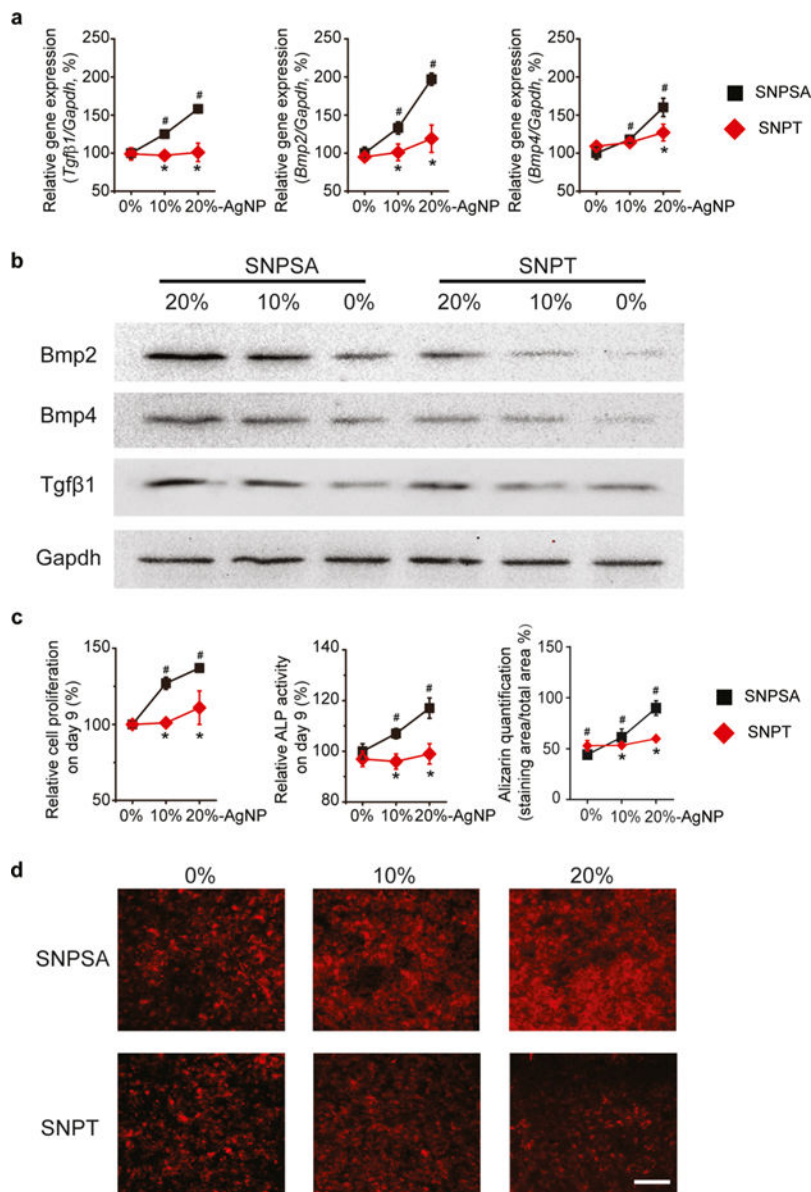 a
Relative gene expression
(Tgfβ1/Gapdh, %)
250
200
150
100
50
#
#
*
*
0% 10% 20%-AgNP
Relative gene expression
(Bmp2/Gapdh, %)
250
200
150
100
50
#
#
*
*
0% 10% 20%-AgNP
Relative gene expression
(Bmp4/Gapdh, %)
250
200
150
100
50
#
#
*
0% 10% 20%-AgNP
SNPSA
SNPT
b
SNPSA SNPT
20% 10% 0% 20% 10% 0%
Bmp2
Bmp4
Tgfβ1
Gapdh
c
Relative cell proliferation
on day 9 (%)
150
100
50
#
#
*
*
0% 10% 20%-AgNP
Relative ALP activity
on day 9 (%)
140
120
100
80
#
#
*
*
0% 10% 20%-AgNP
Alizarin quantification
(staining area/total area %)
150
100
50
0
#
#
#
*
*
0% 10% 20%-AgNP
SNPSA
SNPT
d
0% 10% 20%
SNPSA
SNPT